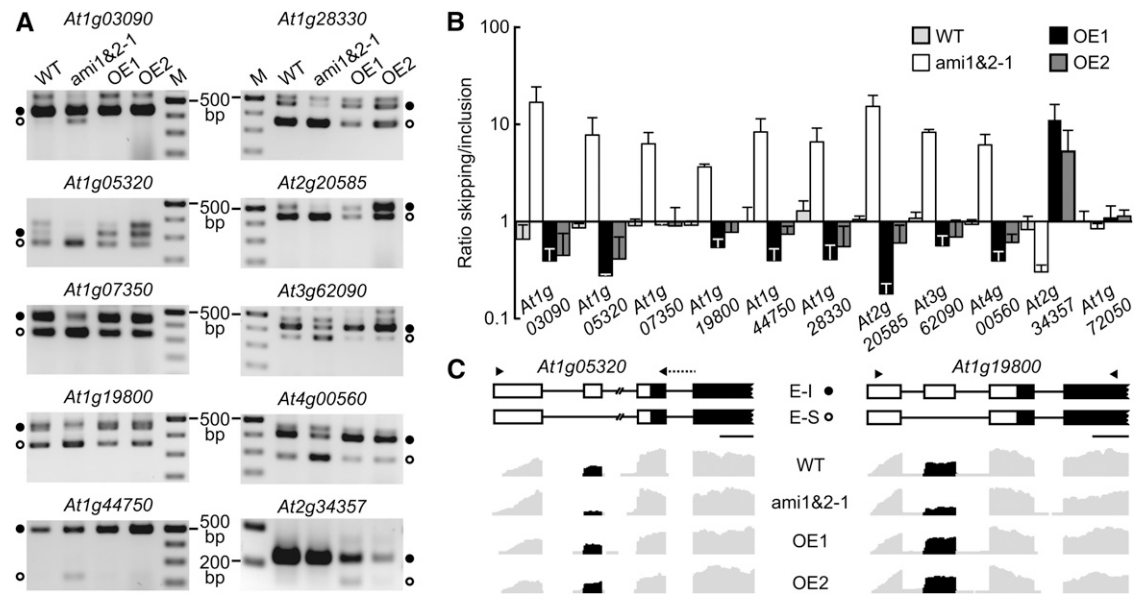 A
At1g03090
WT
ami1&2-1
OE1
OE2
M
500
bp
At1g05320
At1g07350
At1g19800
At1g44750
At1g28330
M
WT
ami1&2-1
OE1
OE2
500
bp
At2g20585
500
At3g62090
500
At4g00560
500
At2g34357
500
bp
200
bp
B
Ratio skipping/inclusion
100
10
1
0.1
WT
ami1&2-1
OE1
OE2
At1g 03090
At1g 05320
At1g 07350
At1g 19800
At1g 44750
At1g 28330
At2g 20585
At3g 62090
At4g 00560
At2g 34357
At1g 72050
C
At1g05320
At1g19800
E-I
E-S
WT
ami1&2-1
OE1
OE2